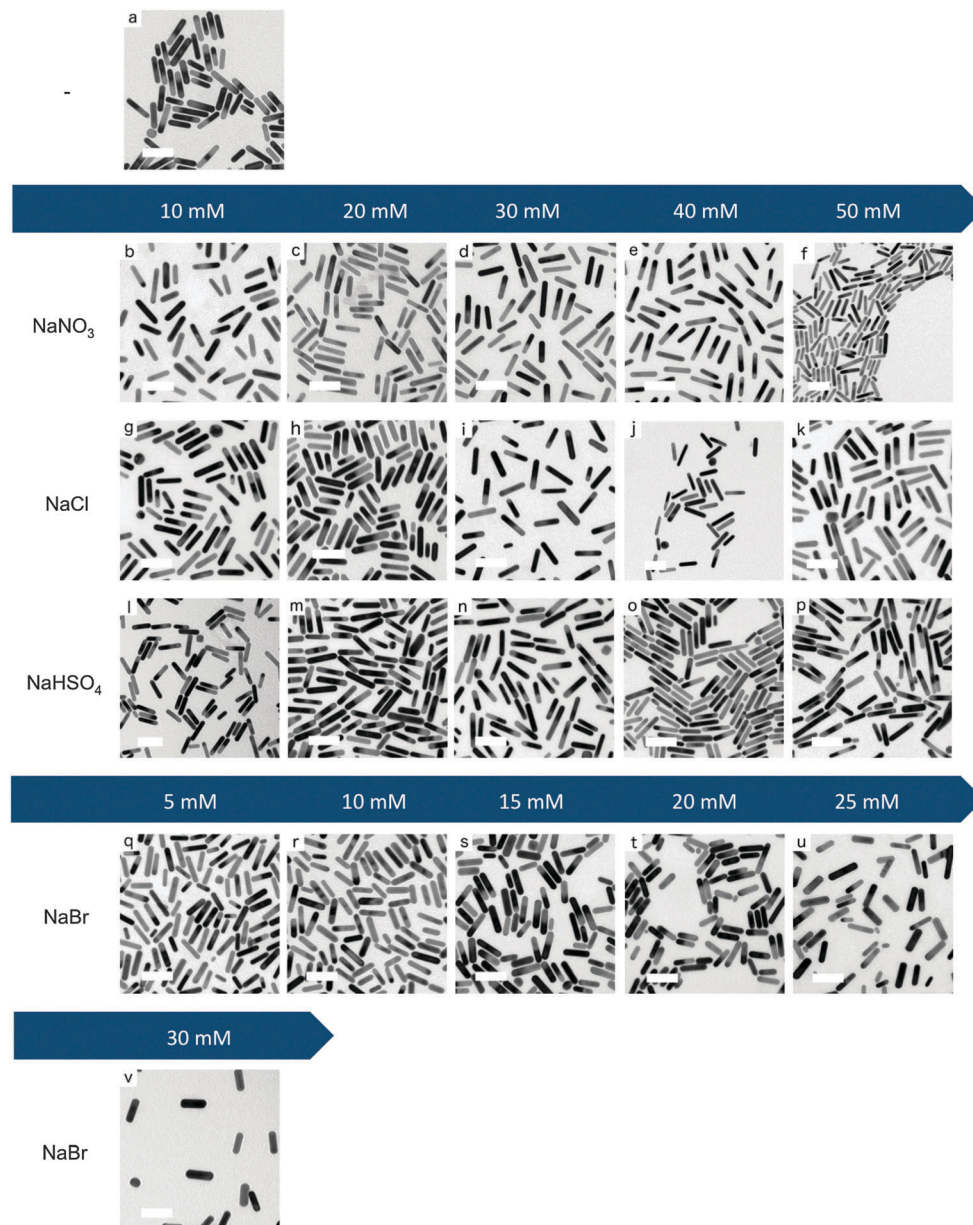 a
-
10 mM 20 mM 30 mM 40 mM 50 mM
b c d e f
NaNO₃
g h i j k
NaCl
l m n o p
NaHSO₄
5 mM 10 mM 15 mM 20 mM 25 mM
q r s t u
NaBr
30 mM
v
NaBr